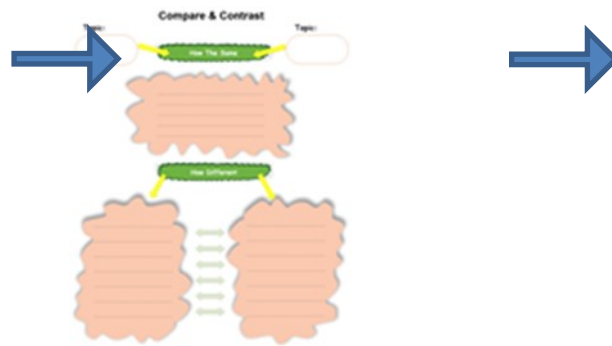 Compare & Contrast
Topic:
Topic:
How The Same
How Different